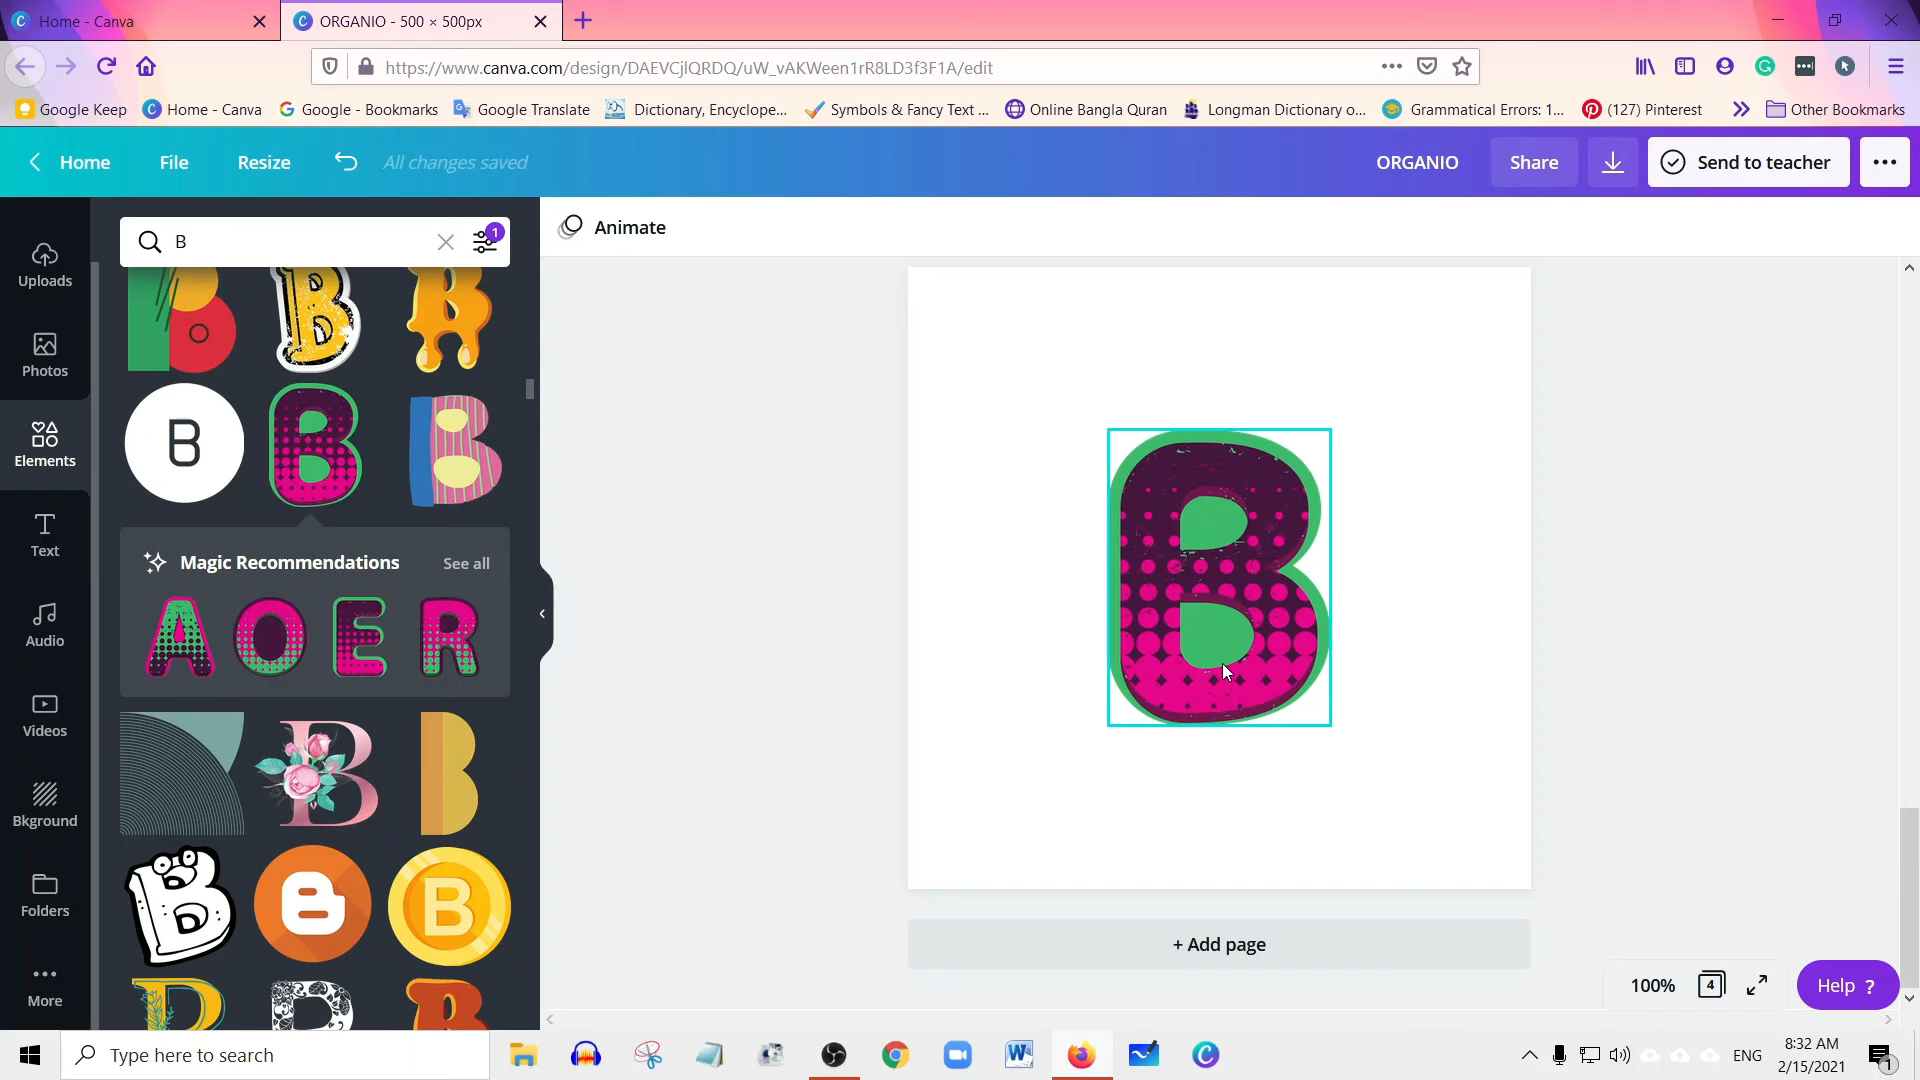 Home - Canva
ORGANIO - 500 × 500px
https://www.canva.com/design/DAEVCjlQRDQ/uW_vAKWeen1rR8LD3f3F1A/edit
Google Keep
Home - Canva
Google - Bookmarks
Google Translate
Dictionary, Encyclope...
Symbols & Fancy Text ...
Online Bangla Quran
Longman Dictionary o...
Grammatical Errors: 1...
(127) Pinterest
Other Bookmarks
Home
File
Resize
All changes saved
ORGANIO
Share
Send to teacher
B
1
Animate
Uploads
Photos
Elements
Text
Audio
Videos
Bkground
Folders
More
B
B
B
B
B
Magic Recommendations
See all
A O E R
B
B
B
B
B
B
B
B
B
+ Add page
100%
4
Help ?
Type here to search
ENG
8:32 AM
2/15/2021
1